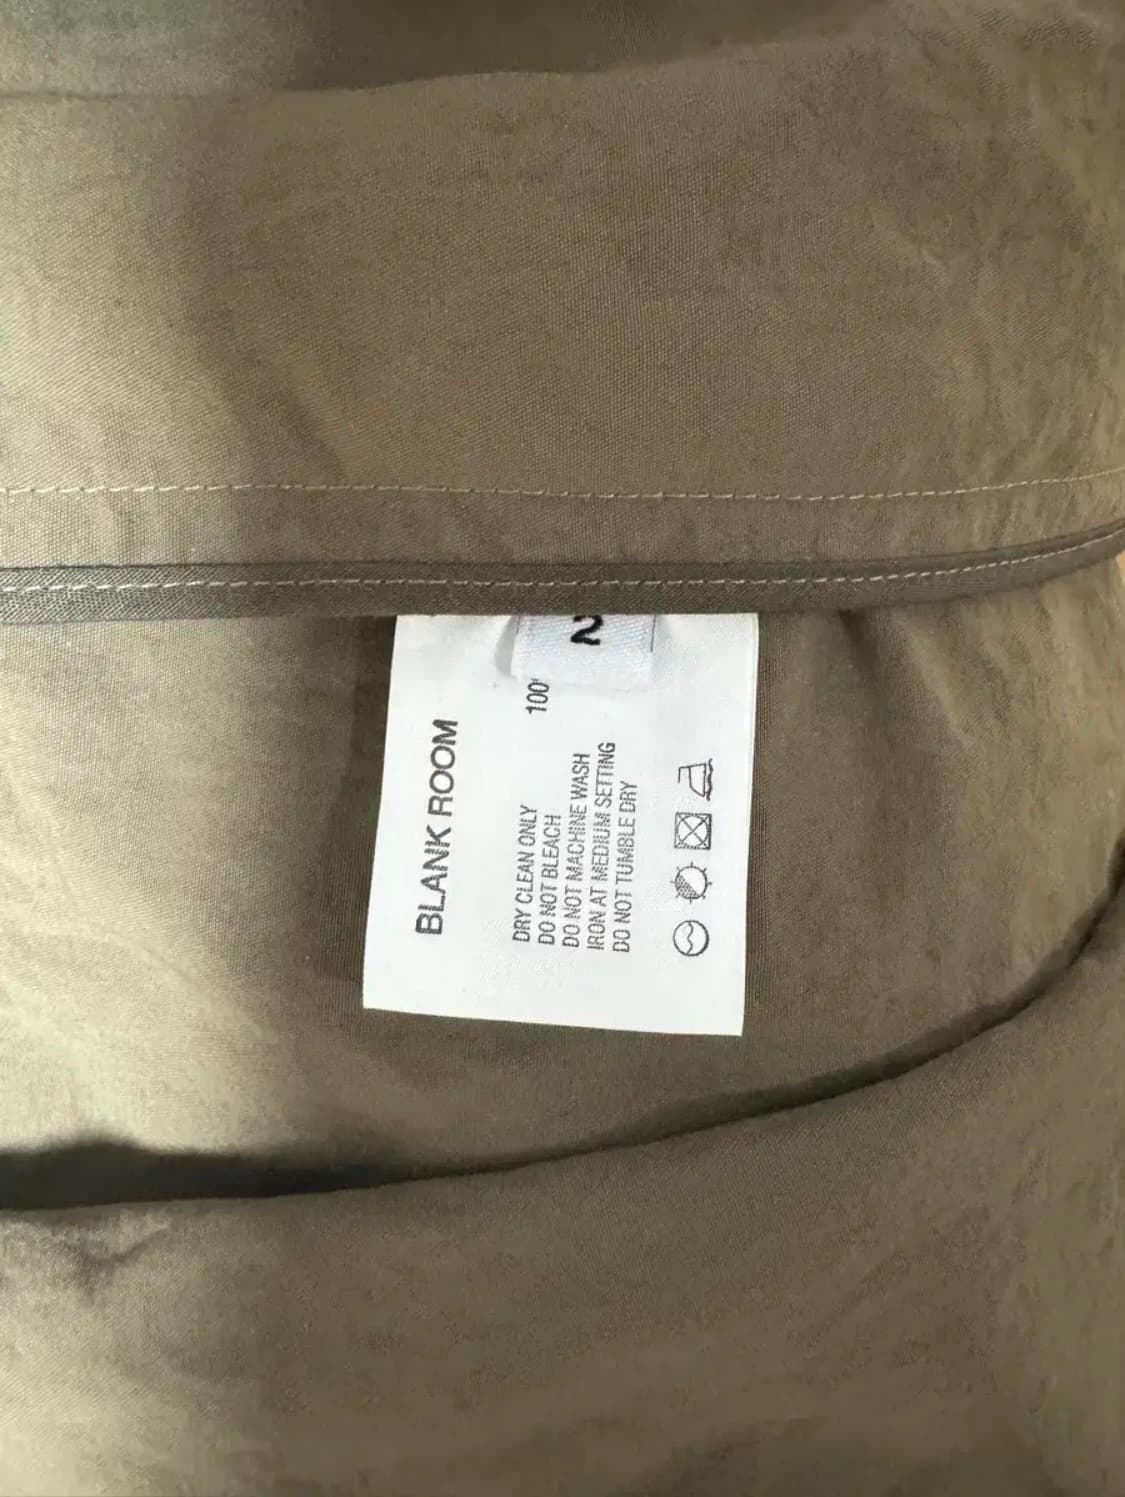 BLANK ROOM
2
100
DRY CLEAN ONLY
DO NOT BLEACH
DO NOT MACHINE WASH
IRON AT MEDIUM SETTING
DO NOT TUMBLE DRY